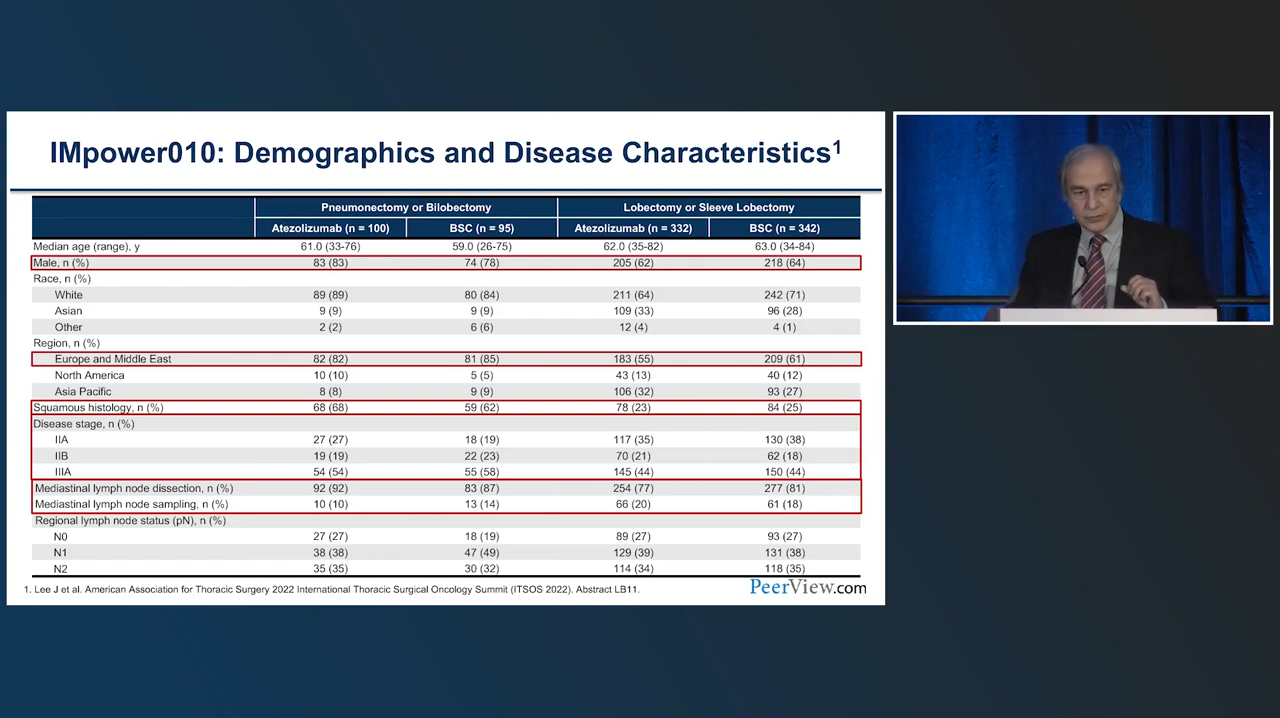 IMpower010: Demographics and Disease Characteristics1
Pneumonectomy or Bilobectomy Lobectomy or Sleeve Lobectomy
Atezolizumab (n = 100) BSC (n = 95) Atezolizumab (n = 332) BSC (n = 342)
Median age (range), y 61.0 (33-76) 59.0 (26-75) 62.0 (35-82) 63.0 (34-84)
Male, n (%) 83 (83) 74 (78) 205 (62) 218 (64)
Race, n (%)
White 89 (89) 80 (84) 211 (64) 242 (71)
Asian 9 (9) 9 (9) 109 (33) 96 (28)
Other 2 (2) 6 (6) 12 (4) 4 (1)
Region, n (%)
Europe and Middle East 82 (82) 81 (85) 183 (55) 209 (61)
North America 10 (10) 5 (5) 43 (13) 40 (12)
Asia Pacific 8 (8) 9 (9) 106 (32) 93 (27)
Squamous histology, n (%) 68 (68) 59 (62) 78 (23) 84 (25)
Disease stage, n (%)
IIA 27 (27) 18 (19) 117 (35) 130 (38)
IIB 19 (19) 22 (23) 70 (21) 62 (18)
IIIA 54 (54) 55 (58) 145 (44) 150 (44)
Mediastinal lymph node dissection, n (%) 92 (92) 83 (87) 254 (77) 277 (81)
Mediastinal lymph node sampling, n (%) 10 (10) 13 (14) 66 (20) 61 (18)
Regional lymph node status (pN), n (%)
N0 27 (27) 18 (19) 89 (27) 93 (27)
N1 38 (38) 47 (49) 129 (39) 131 (38)
N2 35 (35) 30 (32) 114 (34) 118 (35)
1. Lee J et al. American Association for Thoracic Surgery 2022 International Thoracic Surgical Oncology Summit (ITSOS 2022). Abstract LB11.
PeerView.com